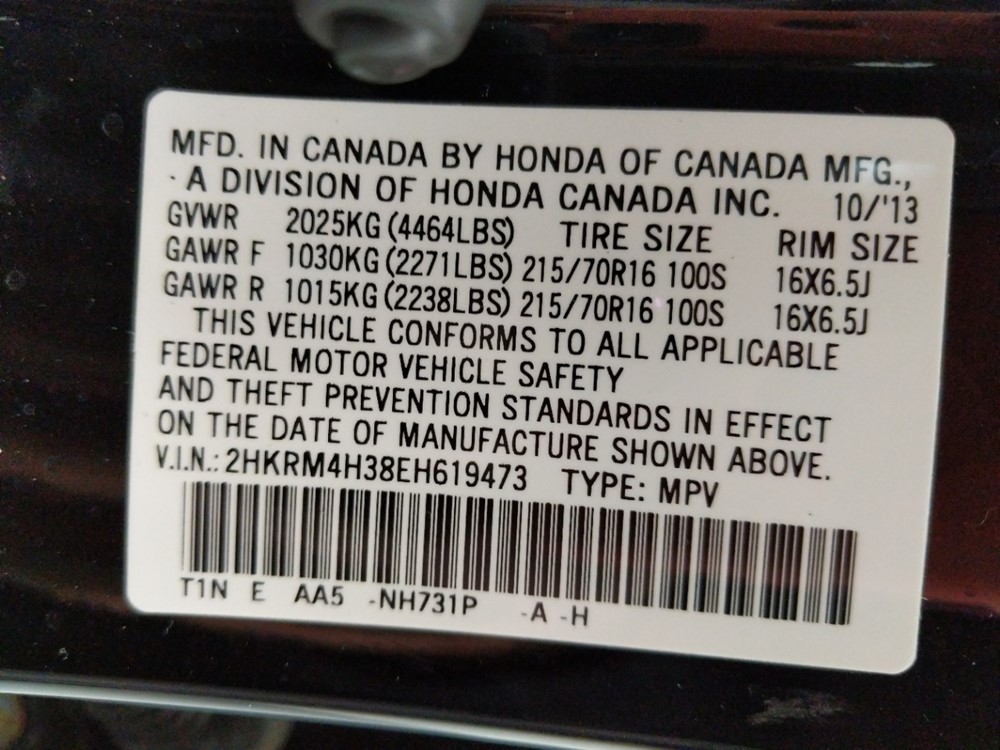 MFD. IN CANADA BY HONDA OF CANADA MFG.,
A DIVISION OF HONDA CANADA INC. 10/'13
GVWR 2025KG (4464LBS) TIRE SIZE RIM SIZE
GAWR F 1030KG (2271LBS) 215/70R16 100S 16X6.5J
GAWR R 1015KG (2238LBS) 215/70R16 100S 16X6.5J
THIS VEHICLE CONFORMS TO ALL APPLICABLE
FEDERAL MOTOR VEHICLE SAFETY
AND THEFT PREVENTION STANDARDS IN EFFECT
ON THE DATE OF MANUFACTURE SHOWN ABOVE.
V.I.N.: 2HKRM4H38EH619473 TYPE: MPV
T1N E AA5 -NH731P -A -H